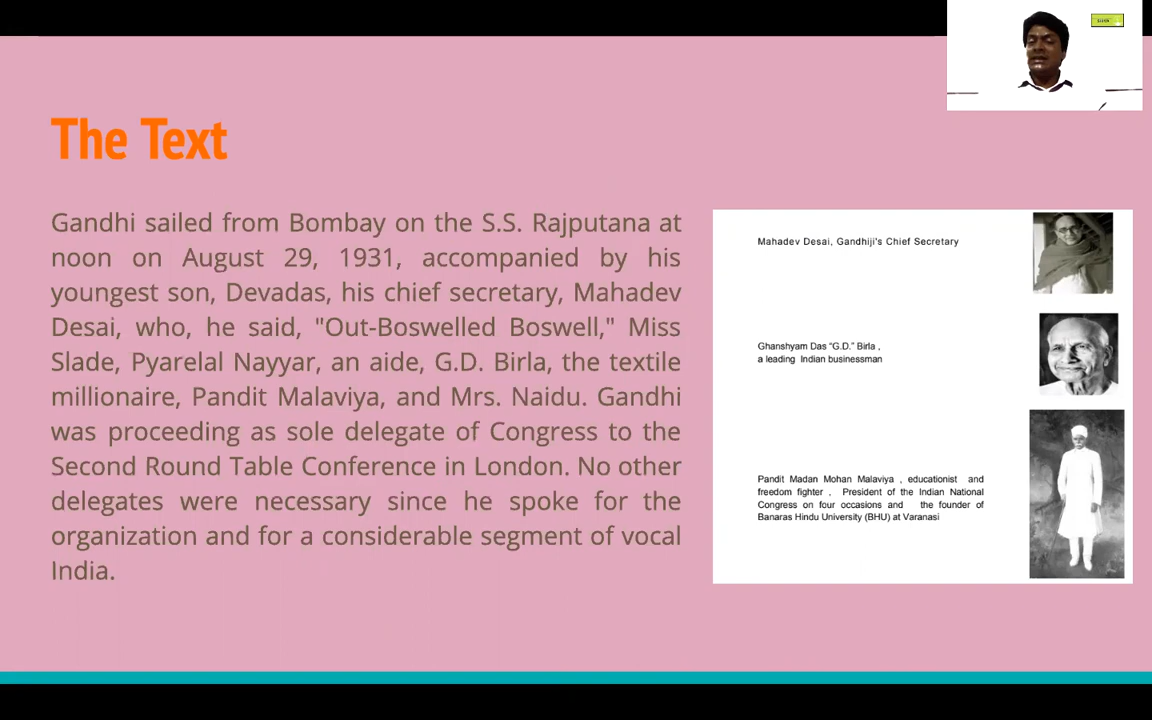 The Text
Gandhi sailed from Bombay on the S.S. Rajputana at
noon on August 29, 1931, accompanied by his
youngest son, Devadas, his chief secretary, Mahadev
Desai, who, he said, "Out-Boswelled Boswell," Miss
Slade, Pyarelal Nayyar, an aide, G.D. Birla, the textile
millionaire, Pandit Malaviya, and Mrs. Naidu. Gandhi
was proceeding as sole delegate of Congress to the
Second Round Table Conference in London. No other
delegates were necessary since he spoke for the
organization and for a considerable segment of vocal
India.
Mahadev Desai, Gandhiji's Chief Secretary
Ghanshyam Das "G.D." Birla ,
a leading Indian businessman
Pandit Madan Mohan Malaviya , educationist and
freedom fighter , President of the Indian National
Congress on four occasions and the founder of
Banaras Hindu University (BHU) at Varanasi